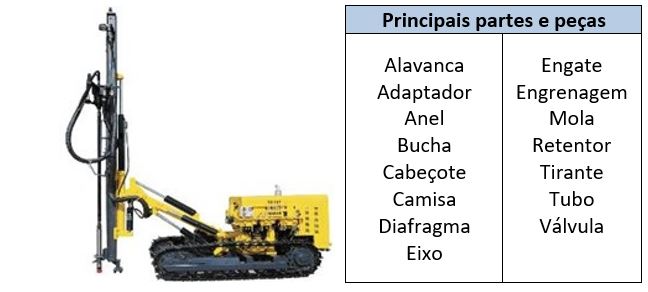 Principais partes e peças
Alavanca
Adaptador
Anel
Bucha
Cabeçote
Camisa
Diafragma
Eixo
Engate
Engrenagem
Mola
Retentor
Tirante
Tubo
Válvula